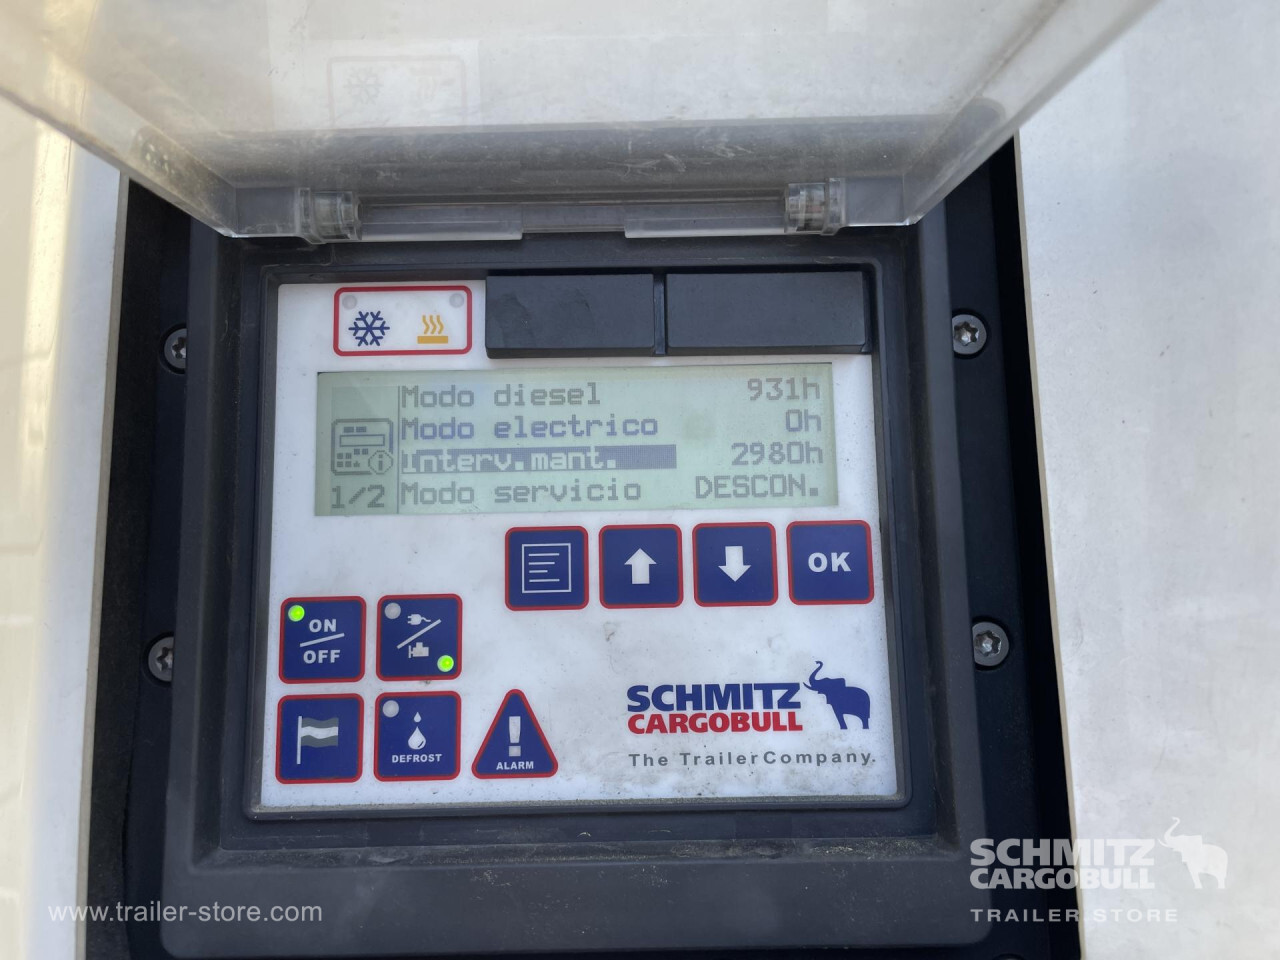 Modo diesel 931h
Modo electrico 0h
Interv.mant. 2980h
1/2 Modo servicio DESCON.
OK
ON
OFF
DEFROST
ALARM
SCHMITZ
CARGOBULL
The TrailerCompany.
SCHMITZ
CARGOBULL
TRAILER.STORE
www.trailer-store.com